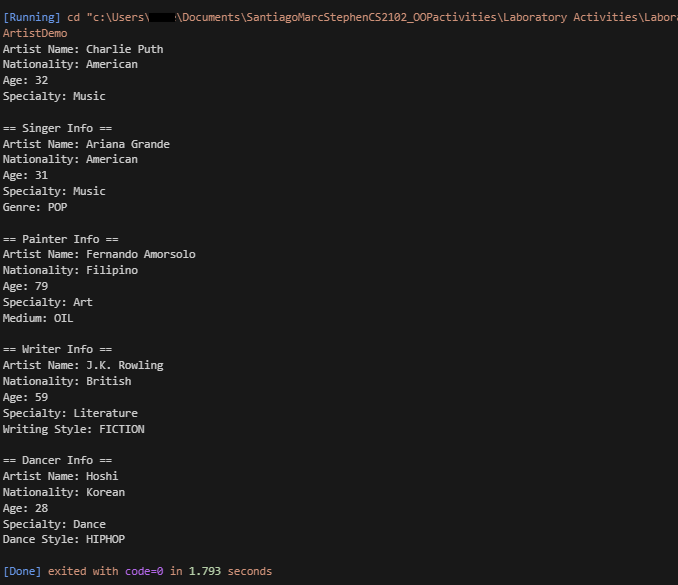 [Running] cd "c:\Users\ \Documents\SantiagoMarcStephenCS2102_OOPactivities\Laboratory Activities\Labora
ArtistDemo
Artist Name: Charlie Puth
Nationality: American
Age: 32
Specialty: Music
== Singer Info ==
Artist Name: Ariana Grande
Nationality: American
Age: 31
Specialty: Music
Genre: POP
== Painter Info ==
Artist Name: Fernando Amorsolo
Nationality: Filipino
Age: 79
Specialty: Art
Medium: OIL
== Writer Info ==
Artist Name: J.K. Rowling
Nationality: British
Age: 59
Specialty: Literature
Writing Style: FICTION
== Dancer Info ==
Artist Name: Hoshi
Nationality: Korean
Age: 28
Specialty: Dance
Dance Style: HIPHOP
[Done] exited with code=0 in 1.793 seconds